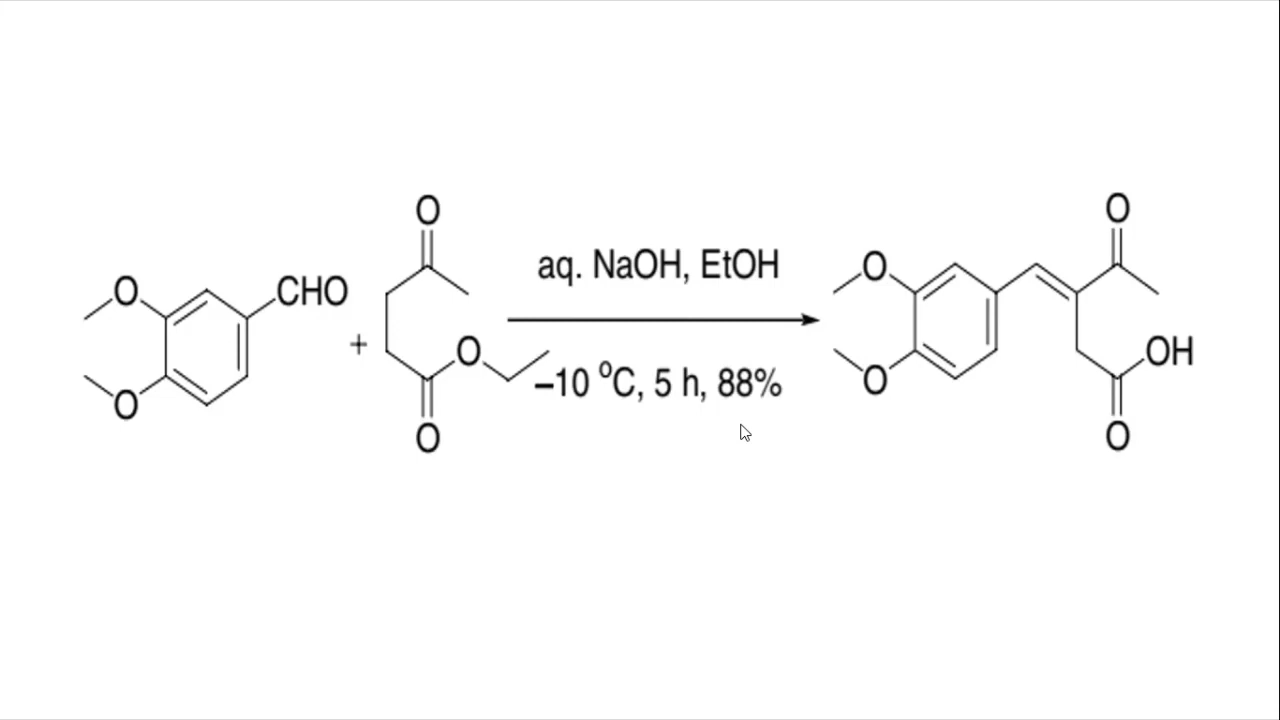 O
O
CHO
+
O
O
O
aq. NaOH, EtOH
–10 °C, 5 h, 88%
O
O
O
OH
O